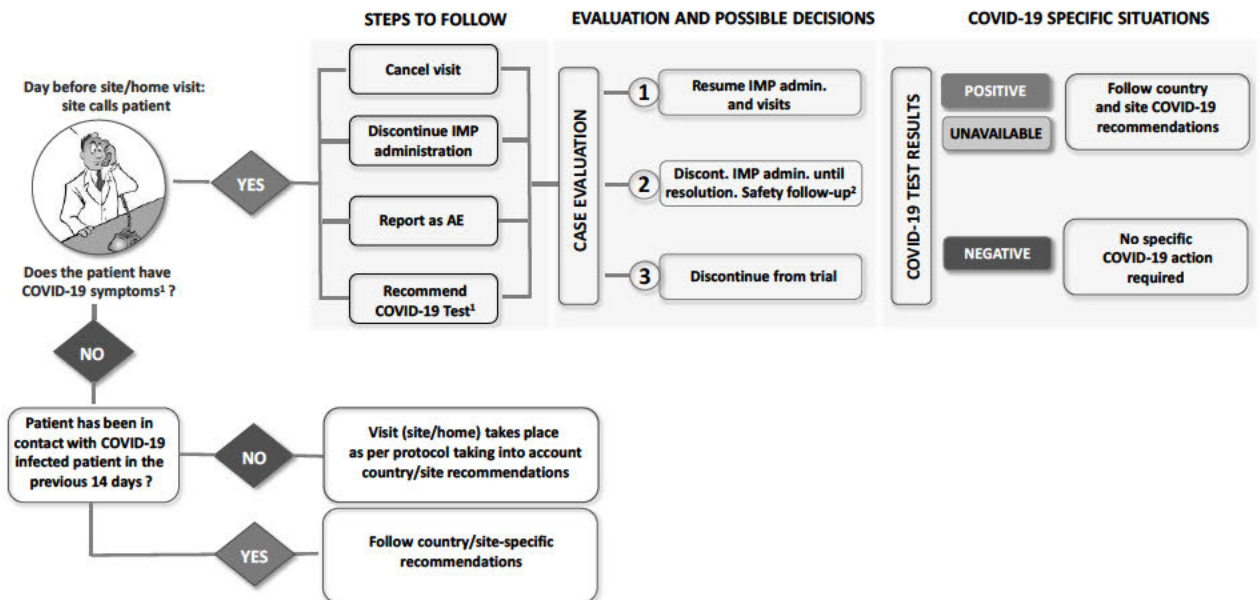 STEPS TO FOLLOW
EVALUATION AND POSSIBLE DECISIONS
COVID-19 SPECIFIC SITUATIONS
Day before site/home visit:
site calls patient
Does the patient have
COVID-19 symptoms¹ ?
YES
Cancel visit
Discontinue IMP
administration
Report as AE
Recommend
COVID-19 Test¹
CASE EVALUATION
1
Resume IMP admin.
and visits
2
Discont. IMP admin. until
resolution. Safety follow-up²
3
Discontinue from trial
COVID-19 TEST RESULTS
POSITIVE
UNAVAILABLE
Follow country
and site COVID-19
recommendations
NEGATIVE
No specific
COVID-19 action
required
NO
Patient has been in
contact with COVID-19
infected patient in the
previous 14 days ?
NO
Visit (site/home) takes place
as per protocol taking into account
country/site recommendations
YES
Follow country/site-specific
recommendations